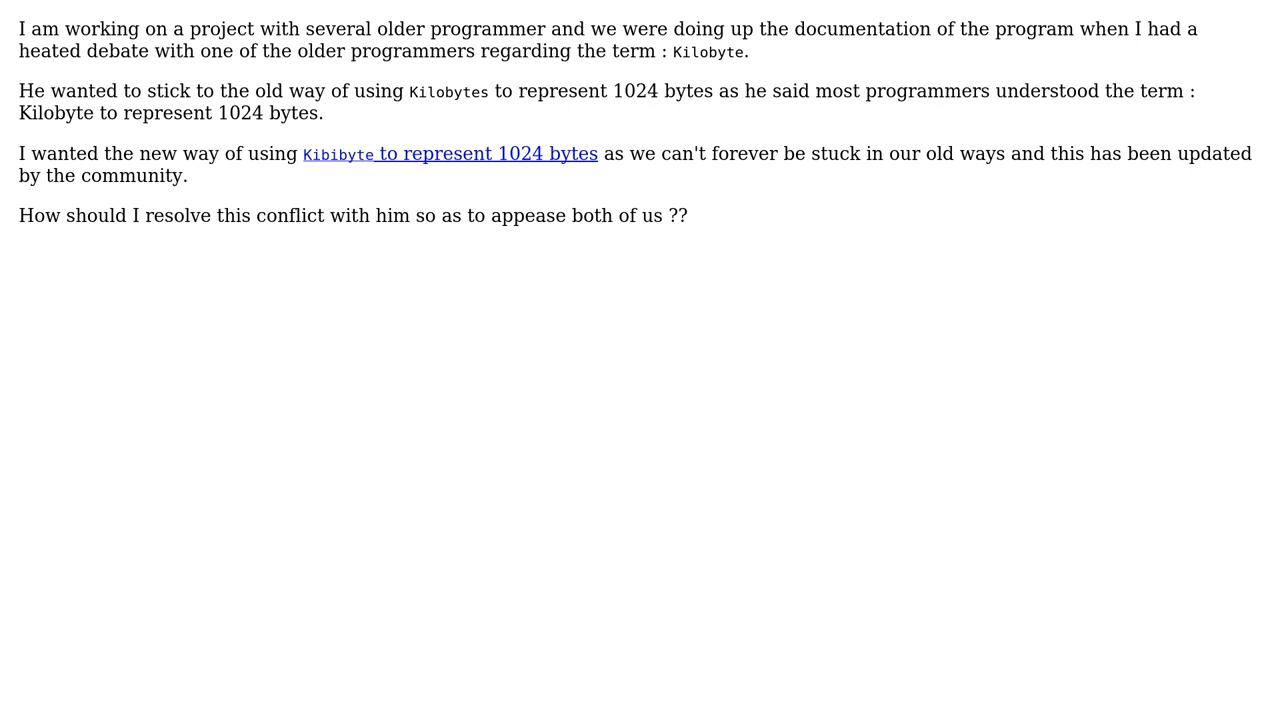 I am working on a project with several older programmer and we were doing up the documentation of the program when I had a
heated debate with one of the older programmers regarding the term : Kilobyte.
He wanted to stick to the old way of using Kilobytes to represent 1024 bytes as he said most programmers understood the term :
Kilobyte to represent 1024 bytes.
I wanted the new way of using Kibibyte to represent 1024 bytes as we can't forever be stuck in our old ways and this has been updated
by the community.
How should I resolve this conflict with him so as to appease both of us ??